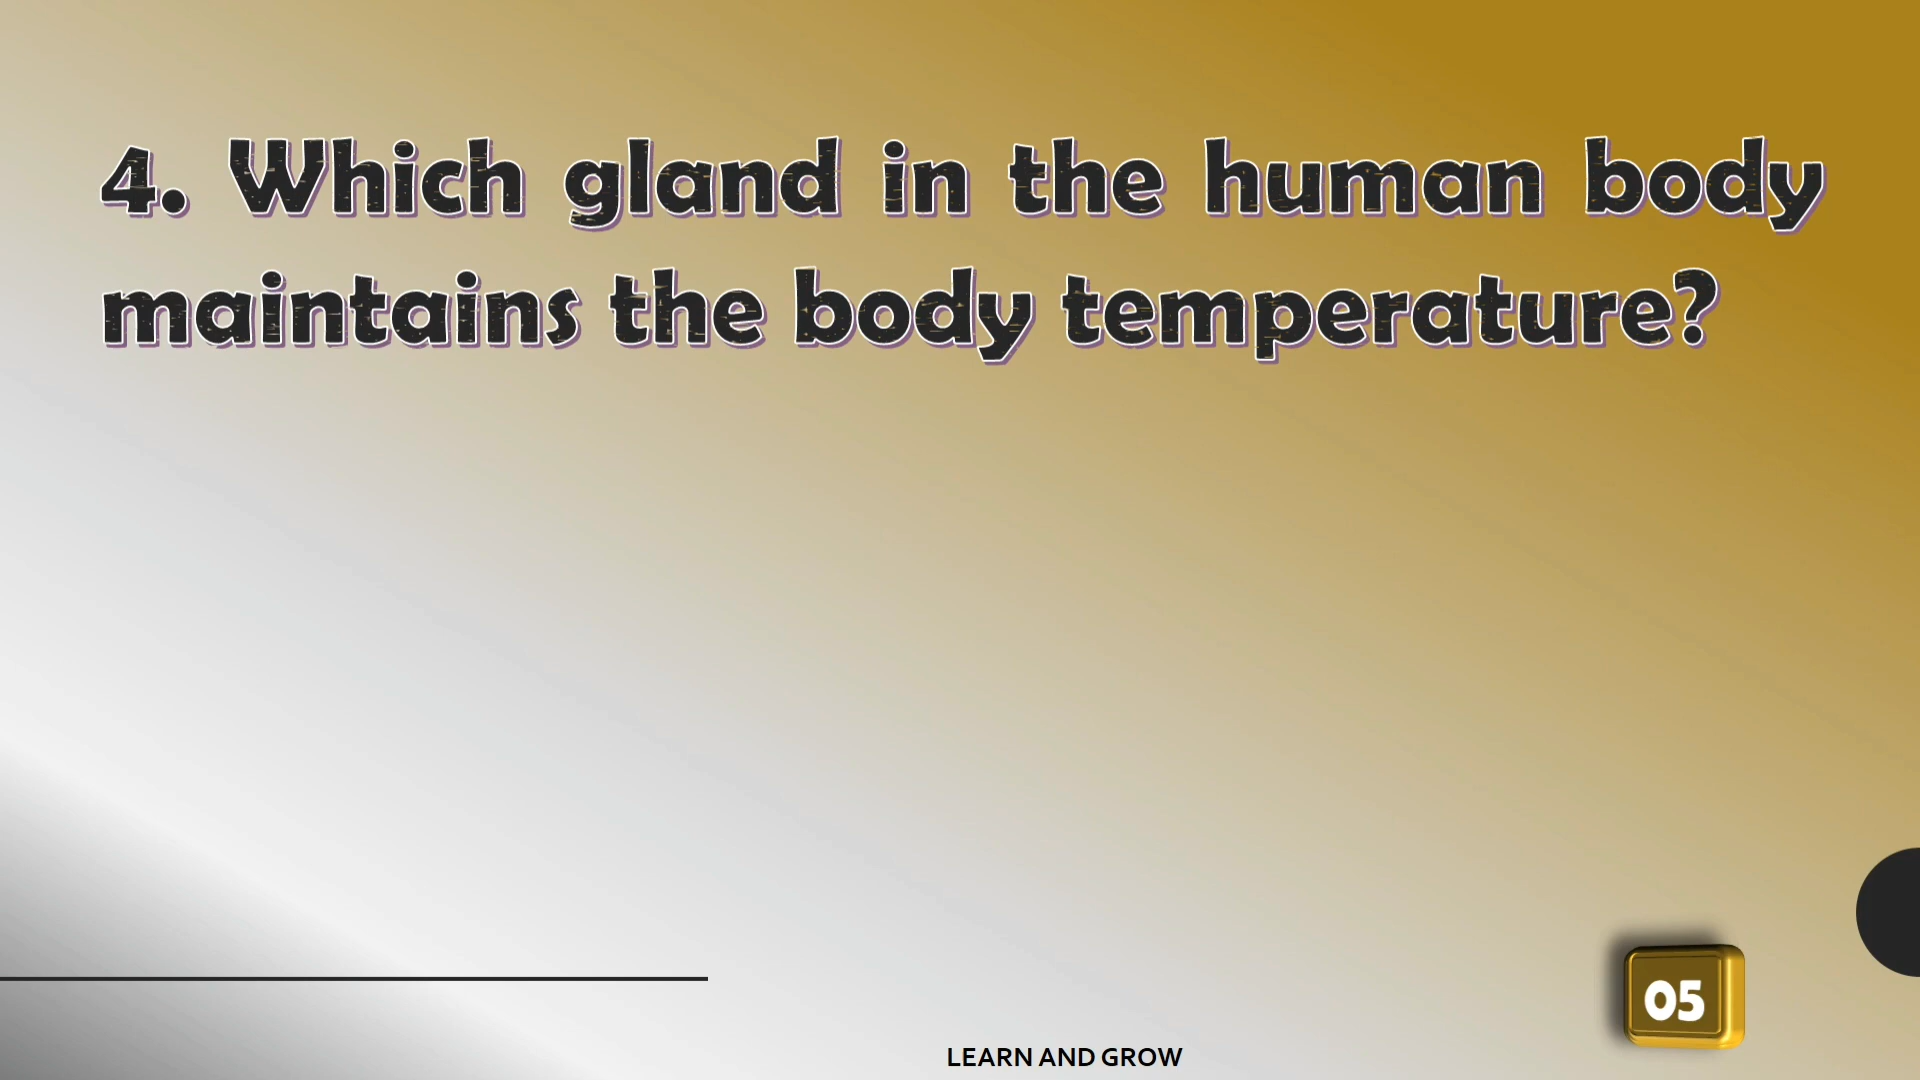 4. Which gland in the human body
maintains the body temperature?
05
LEARN AND GROW